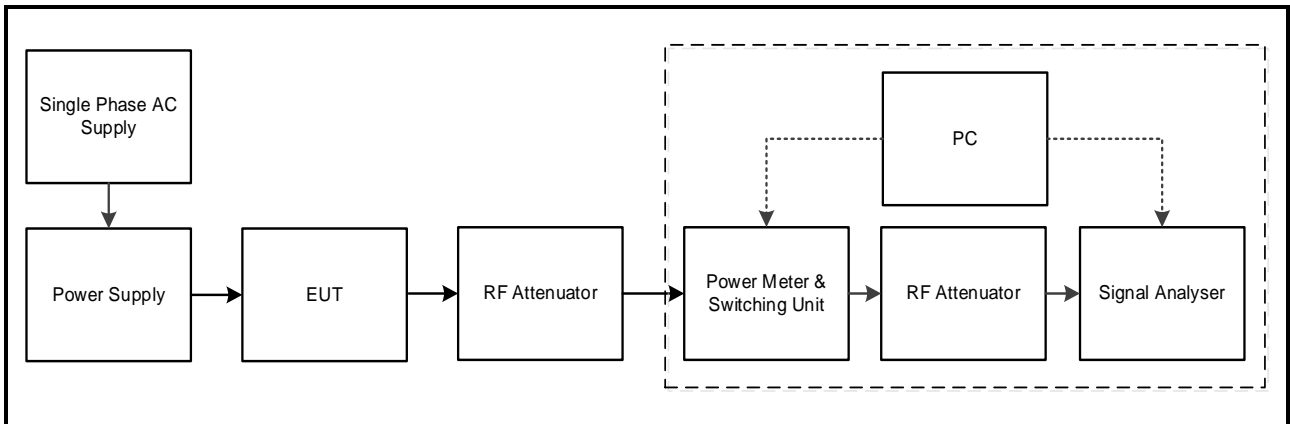 Single Phase AC
Supply
PC
Power Supply
EUT
RF Attenuator
Power Meter &
Switching Unit
RF Attenuator
Signal Analyser